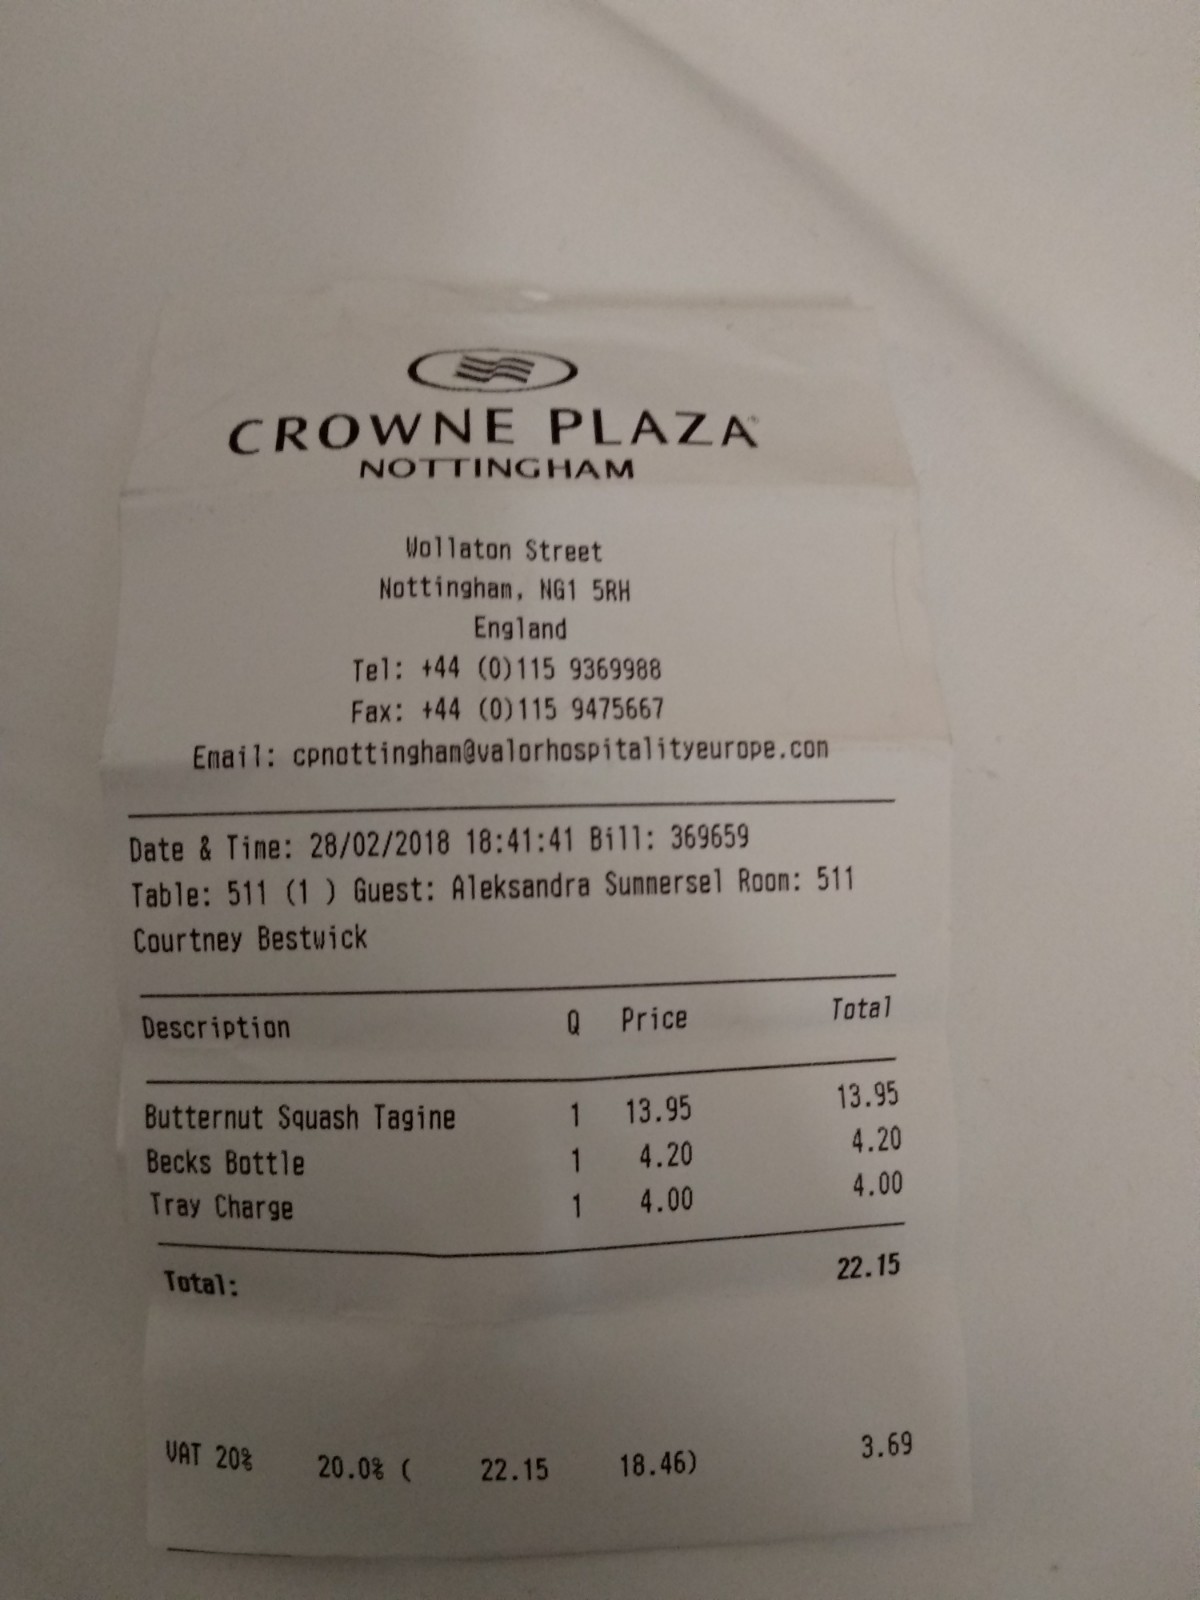 CROWNE PLAZA
NOTTINGHAM
Wollaton Street
Nottingham, NG1 5RH
England
Tel: +44 (0)115 9369988
Fax: +44 (0)115 9475667
Email: cpnottingham@valorhospitalityeurope.com
Date & Time: 28/02/2018 18:41:41 Bill: 369659
Table: 511 (1 ) Guest: Aleksandra Summersel Room: 511
Courtney Bestwick
Description Q Price Total
Butternut Squash Tagine 1 13.95 13.95
Becks Bottle 1 4.20 4.20
Tray Charge 1 4.00 4.00
Total: 22.15
VAT 20% 20.0% ( 22.15 18.46) 3.69